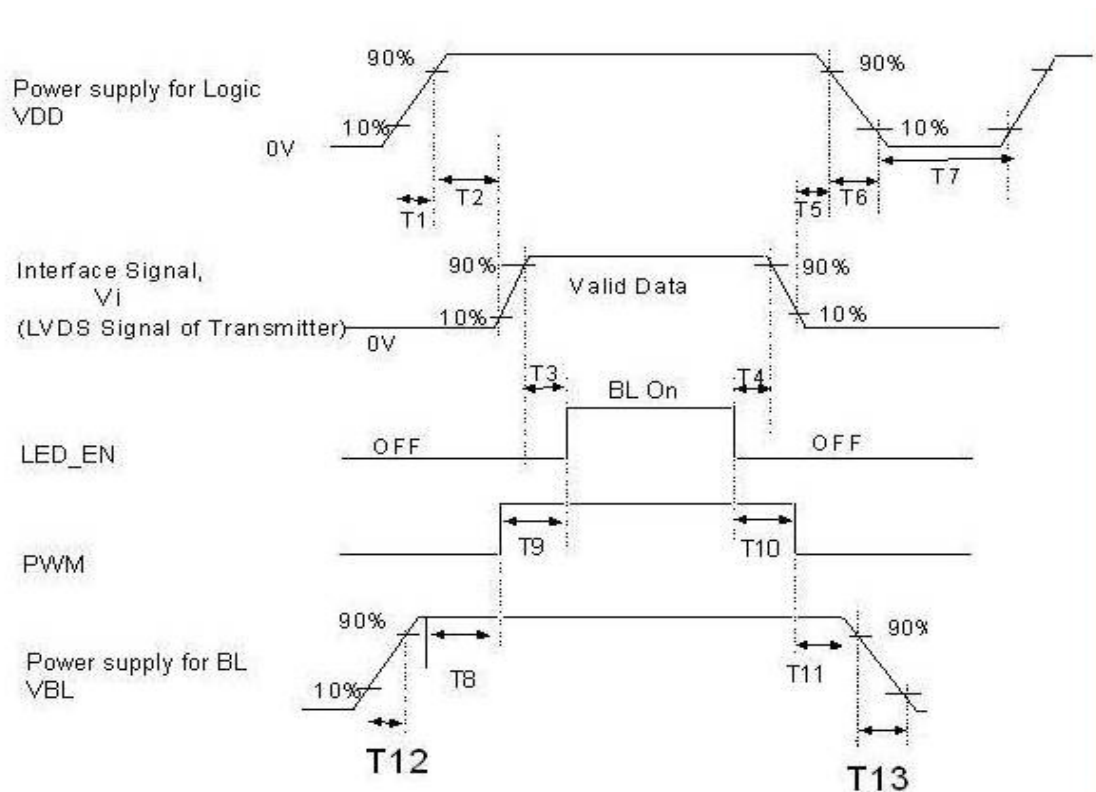 90%
90%
Power supply for Logic
VDD
10%
10%
0V
T1
T2
T5
T6
T7
Interface Signal,
Vi
(LVDS Signal of Transmitter)
90%
Valid Data
90%
10%
10%
0V
T3
T4
BL On
LED_EN
OFF
OFF
PWM
T9
T10
90%
90%
Power supply for BL
VBL
10%
T8
T11
T12
T13